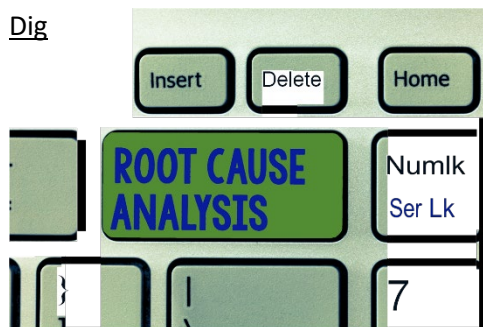 Dig
Insert Delete Home
ROOT CAUSE
ANALYSIS
Numlk
Ser Lk
}
|
7